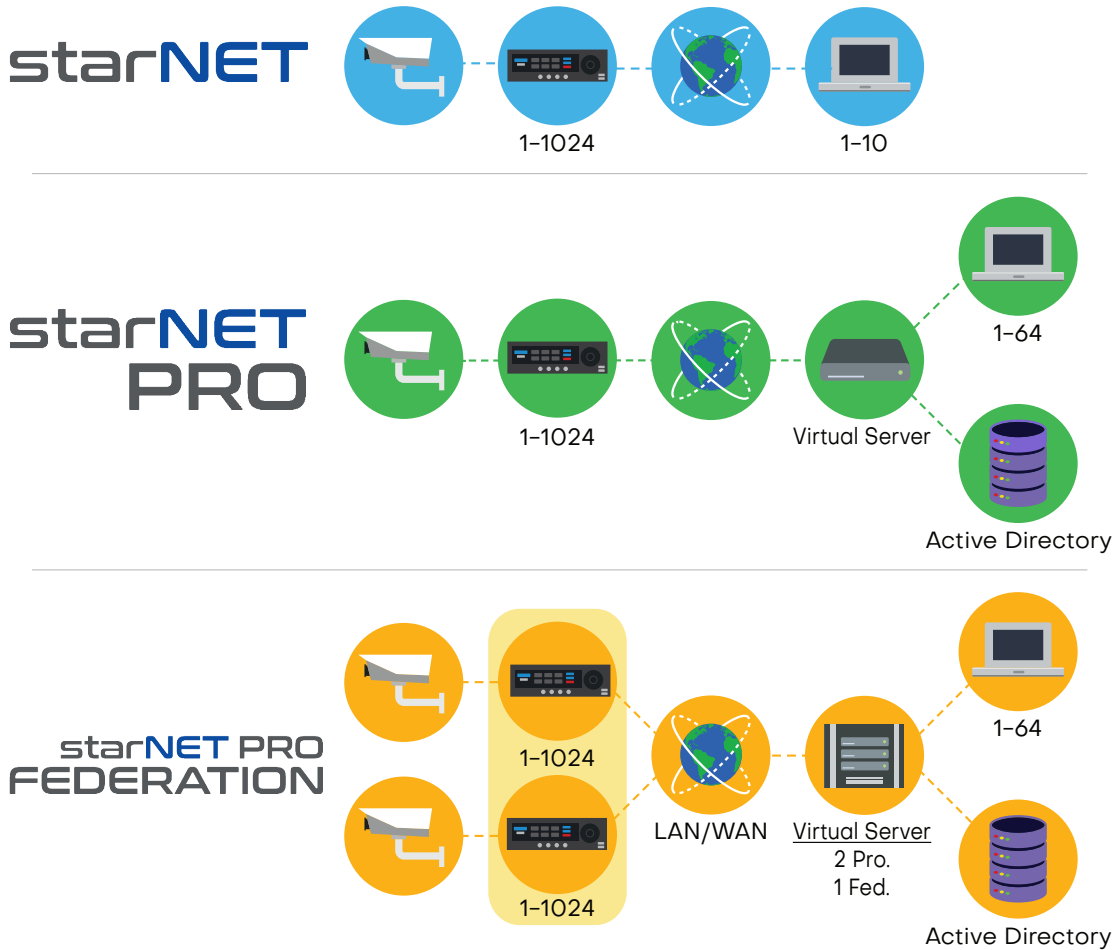 starNET
1-1024
1-10
starNET
PRO
1-64
1-1024
Virtual Server
Active Directory
starNET PRO
FEDERATION
1-64
1-1024
LAN/WAN
Virtual Server
2 Pro.
1 Fed.
1-1024
Active Directory